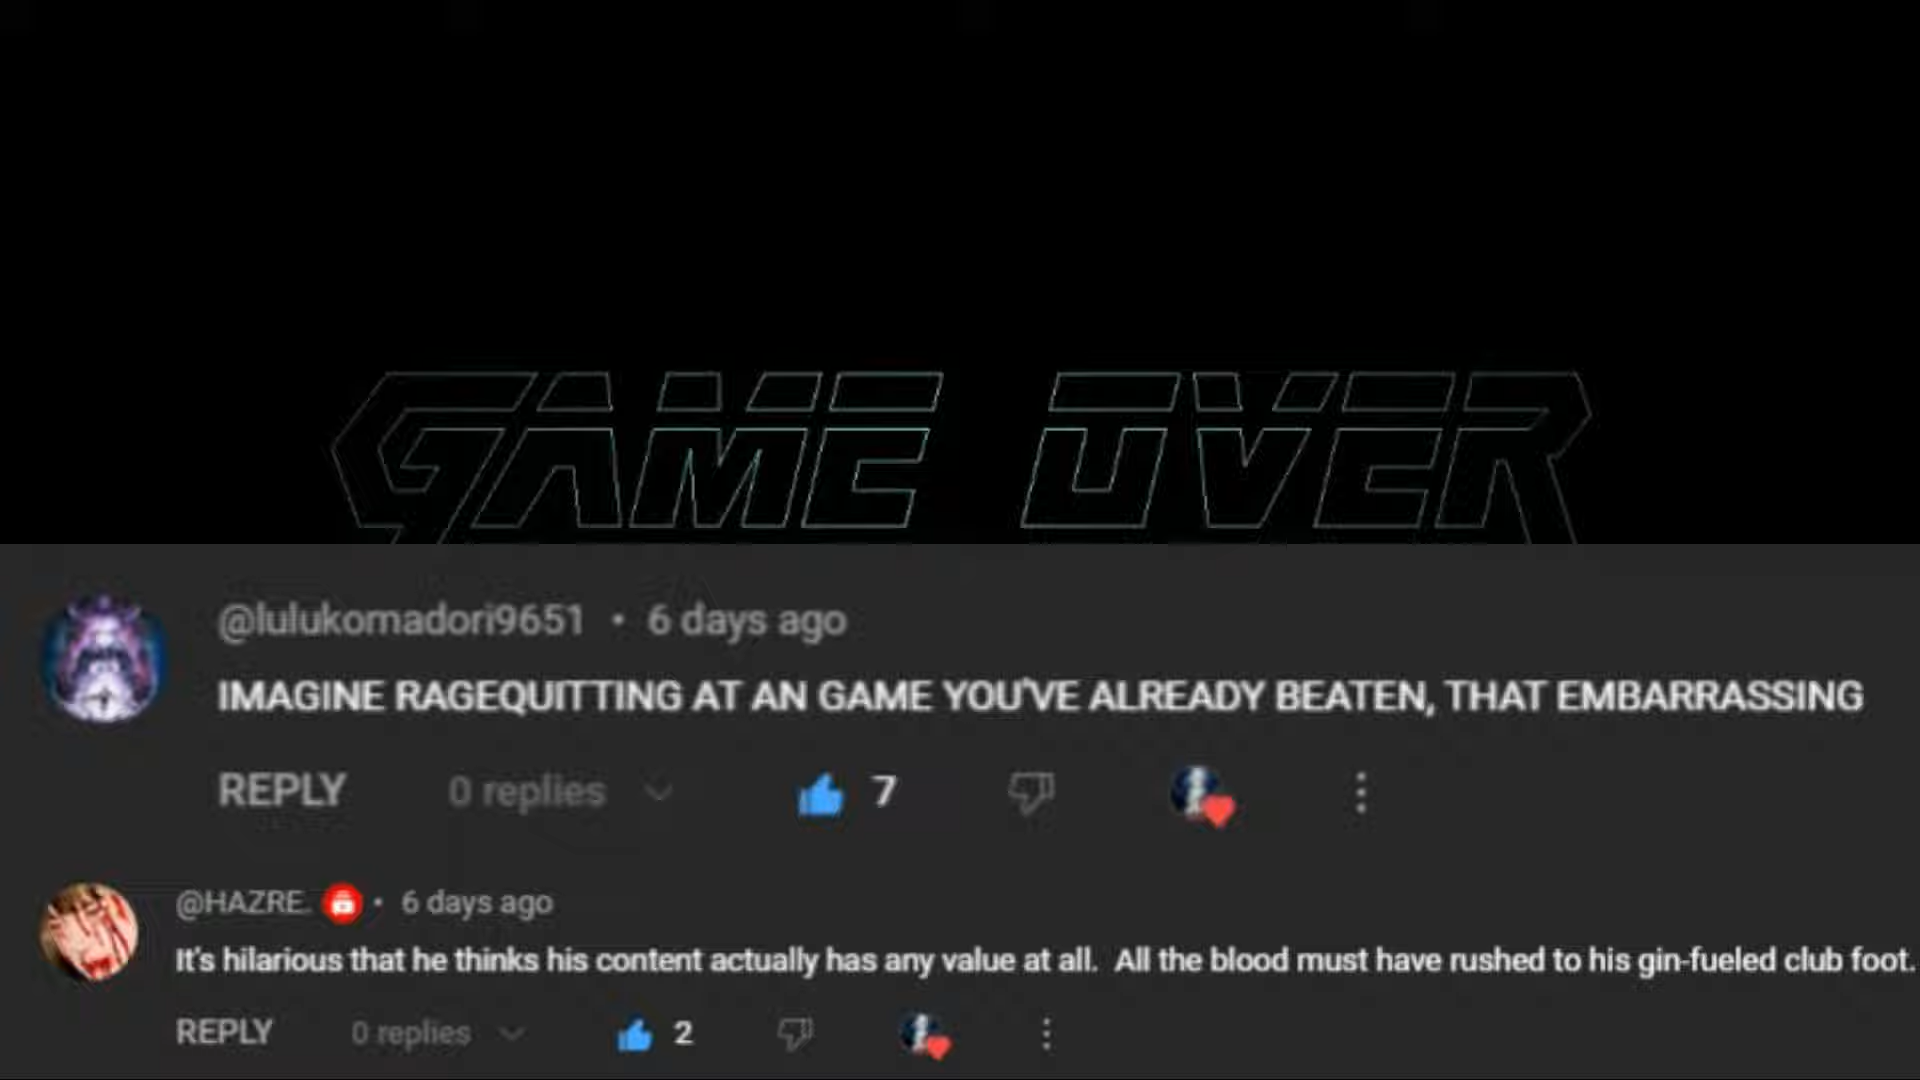 GAME OVER
@lulukomadori9651 • 6 days ago
IMAGINE RAGEQUITTING AT AN GAME YOU'VE ALREADY BEATEN, THAT EMBARRASSING
REPLY 0 replies 7
@HAZRE. • 6 days ago
It's hilarious that he thinks his content actually has any value at all. All the blood must have rushed to his gin-fueled club foot.
REPLY 0 replies 2